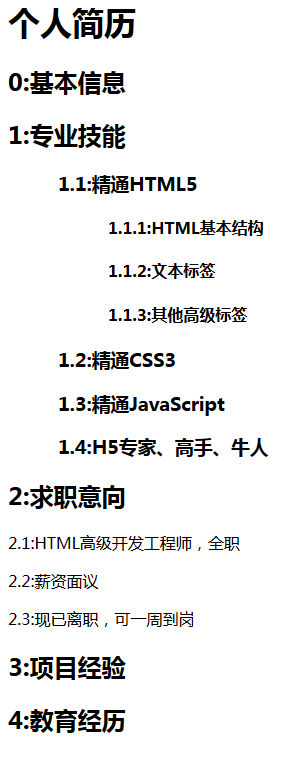 个人简历
0:基本信息
1:专业技能
1.1:精通HTML5
1.1.1:HTML基本结构
1.1.2:文本标签
1.1.3:其他高级标签
1.2:精通CSS3
1.3:精通JavaScript
1.4:H5专家、高手、牛人
2:求职意向
2.1:HTML高级开发工程师，全职
2.2:薪资面议
2.3:现已离职，可一周到岗
3:项目经验
4:教育经历